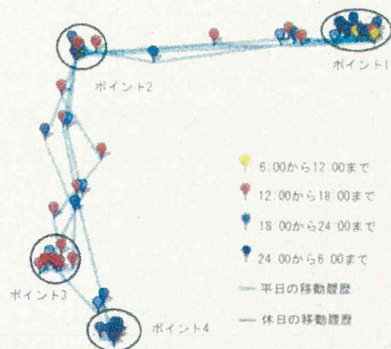 ポイント1
ポイント2
6:00から12:00まで
12:00から18:00まで
18:00から24:00まで
24:00から6:00まで
平日の移動履歴
休日の移動履歴
ポイント3
ポイント4